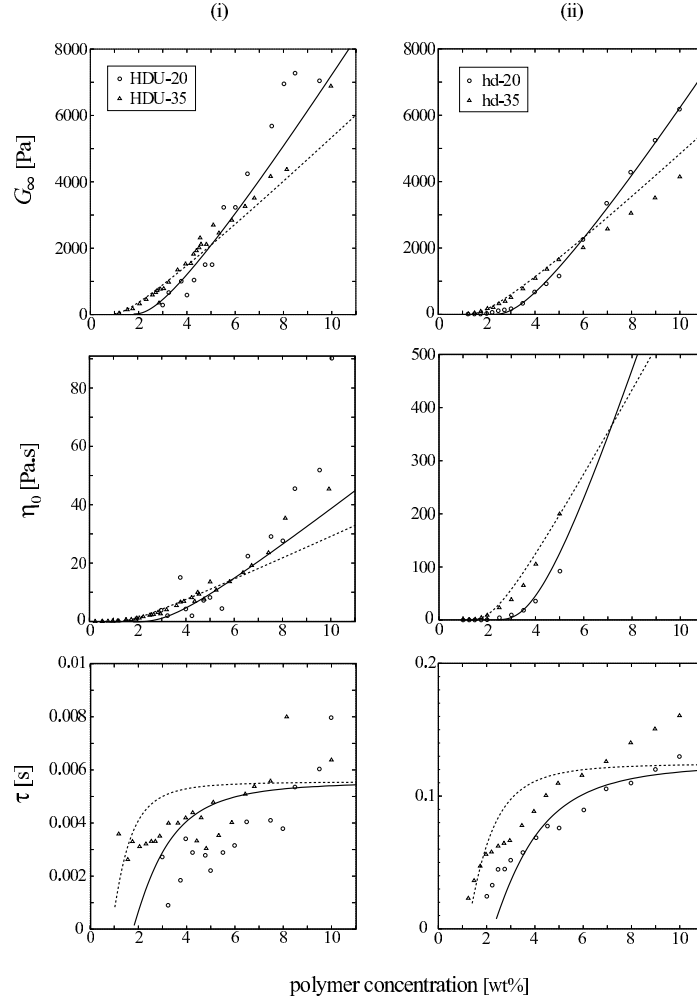 (i) (ii)
8000 8000
HDU-20 hd-20
HDU-35 hd-35
6000 6000
G∞ [Pa]
4000 4000
2000 2000
0 0
0 2 4 6 8 10 0 2 4 6 8 10
500
80 400
60 300
η0 [Pa.s]
40 200
20 100
0 0
0 2 4 6 8 10 0 2 4 6 8 10
0.01 0.2
0.008
0.006
τ [s] 0.1
0.004
0.002
0 0
0 2 4 6 8 10 0 2 4 6 8 10
polymer concentration [wt%]